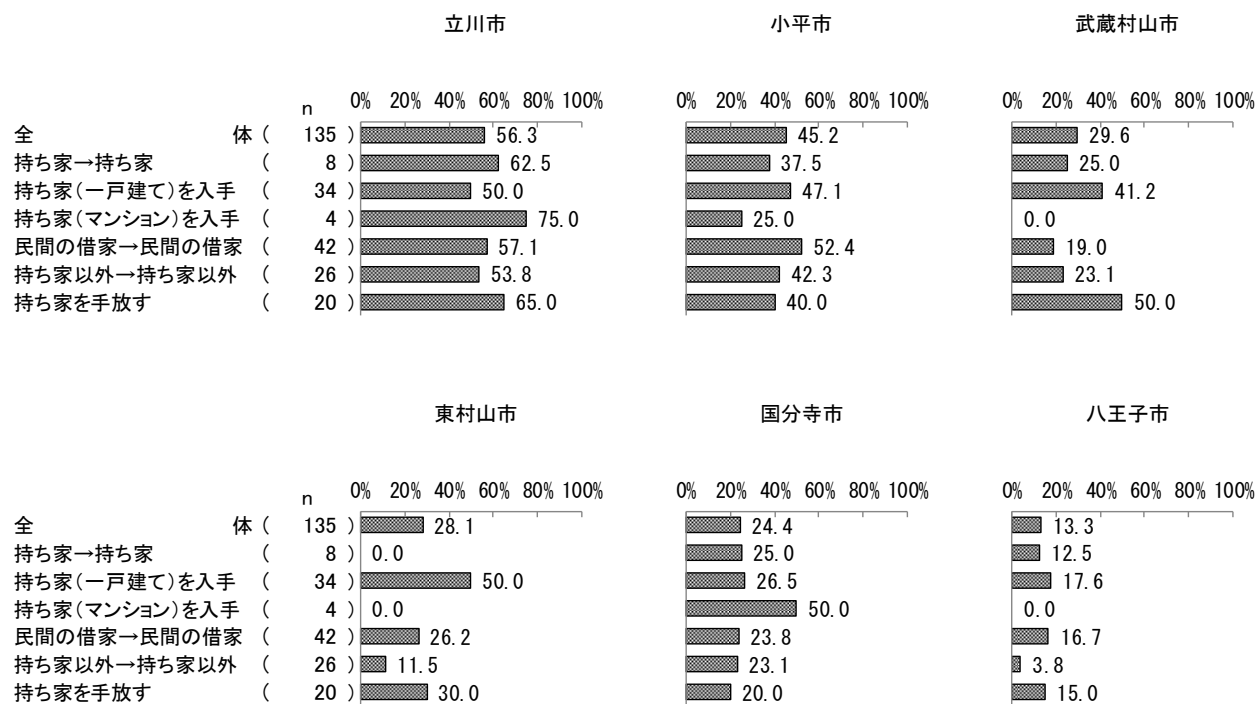 立川市 小平市 武蔵村山市
n 0% 20% 40% 60% 80% 100% 0% 20% 40% 60% 80% 100% 0% 20% 40% 60% 80% 100%
全 体 ( 135 ) 56.3 45.2 29.6
持ち家→持ち家 ( 8 ) 62.5 37.5 25.0
持ち家(一戸建て)を入手 ( 34 ) 50.0 47.1 41.2
持ち家(マンション)を入手 ( 4 ) 75.0 25.0 0.0
民間の借家→民間の借家 ( 42 ) 57.1 52.4 19.0
持ち家以外→持ち家以外 ( 26 ) 53.8 42.3 23.1
持ち家を手放す ( 20 ) 65.0 40.0 50.0
東村山市 国分寺市 八王子市
n 0% 20% 40% 60% 80% 100% 0% 20% 40% 60% 80% 100% 0% 20% 40% 60% 80% 100%
全 体 ( 135 ) 28.1 24.4 13.3
持ち家→持ち家 ( 8 ) 0.0 25.0 12.5
持ち家(一戸建て)を入手 ( 34 ) 50.0 26.5 17.6
持ち家(マンション)を入手 ( 4 ) 0.0 50.0 0.0
民間の借家→民間の借家 ( 42 ) 26.2 23.8 16.7
持ち家以外→持ち家以外 ( 26 ) 11.5 23.1 3.8
持ち家を手放す ( 20 ) 30.0 20.0 15.0